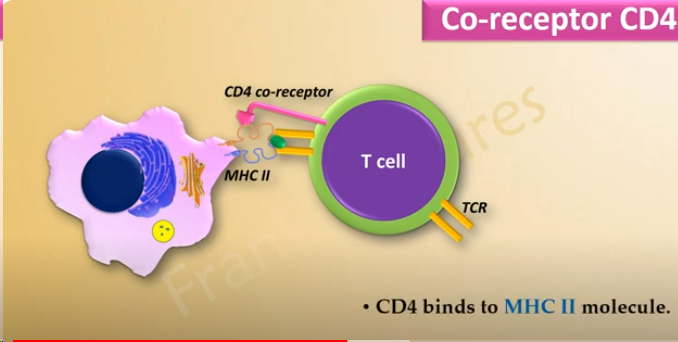 Co-receptor CD4
CD4 co-receptor
MHC II
T cell
TCR
• CD4 binds to MHC II molecule.